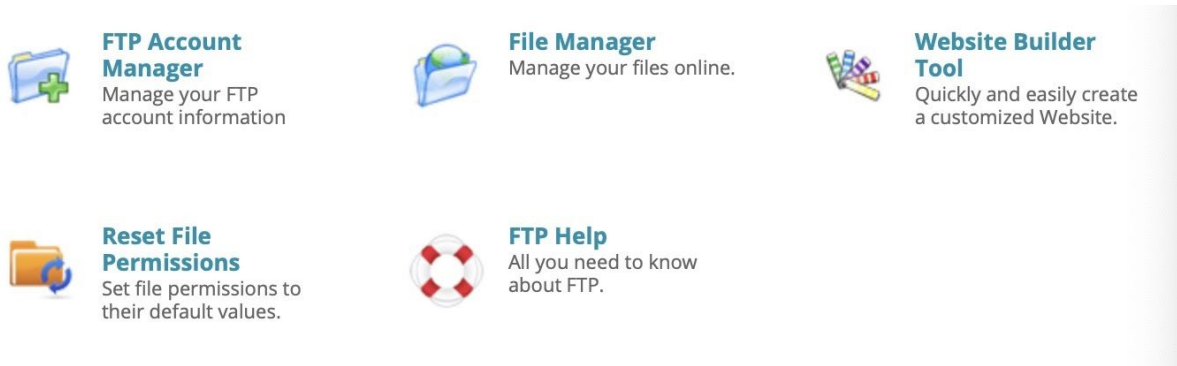 FTP Account
Manager
Manage your FTP
account information
File Manager
Manage your files online.
Website Builder
Tool
Quickly and easily create
a customized Website.
Reset File
Permissions
Set file permissions to
their default values.
FTP Help
All you need to know
about FTP.